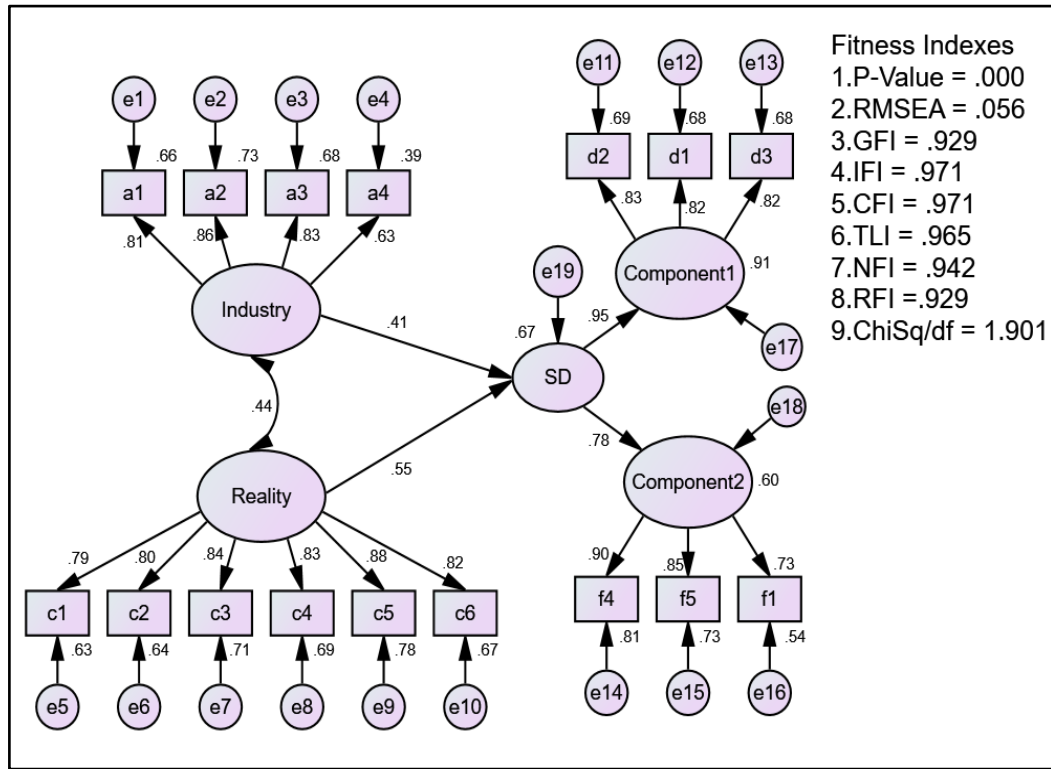 Fitness Indexes
1.P-Value = .000
2.RMSEA = .056
3.GFI = .929
4.IFI = .971
5.CFI = .971
6.TLI = .965
7.NFI = .942
8.RFI =.929
9.ChiSq/df = 1.901
e1 e2 e3 e4
.66 .73 .68 .39
a1 a2 a3 a4
.81 .86 .83 .63
Industry
.41
.44
Reality
.55
.79 .80 .84 .83 .88 .82
c1 c2 c3 c4 c5 c6
.63 .64 .71 .69 .78 .67
e5 e6 e7 e8 e9 e10
e19
.67
SD
.95
.78
e11 e12 e13
.69 .68 .68
d2 d1 d3
.83 .82 .82
Component1 .91
e17
e18
Component2 .60
.90 .85 .73
f4 f5 f1
.81 .73 .54
e14 e15 e16